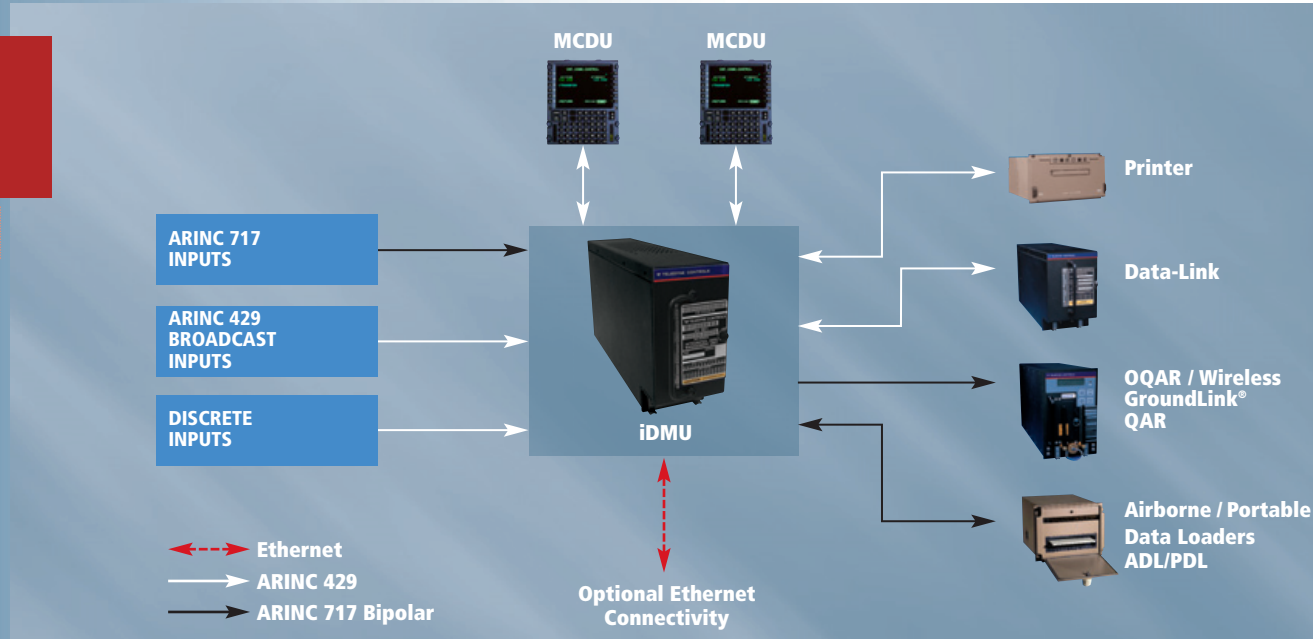 MCDU
MCDU
Printer
ARINC 717
INPUTS
ARINC 429
BROADCAST
INPUTS
DISCRETE
INPUTS
iDMU
Data-Link
OQAR / Wireless
GroundLink®
QAR
Airborne / Portable
Data Loaders
ADL/PDL
Ethernet
ARINC 429
ARINC 717 Bipolar
Optional Ethernet
Connectivity